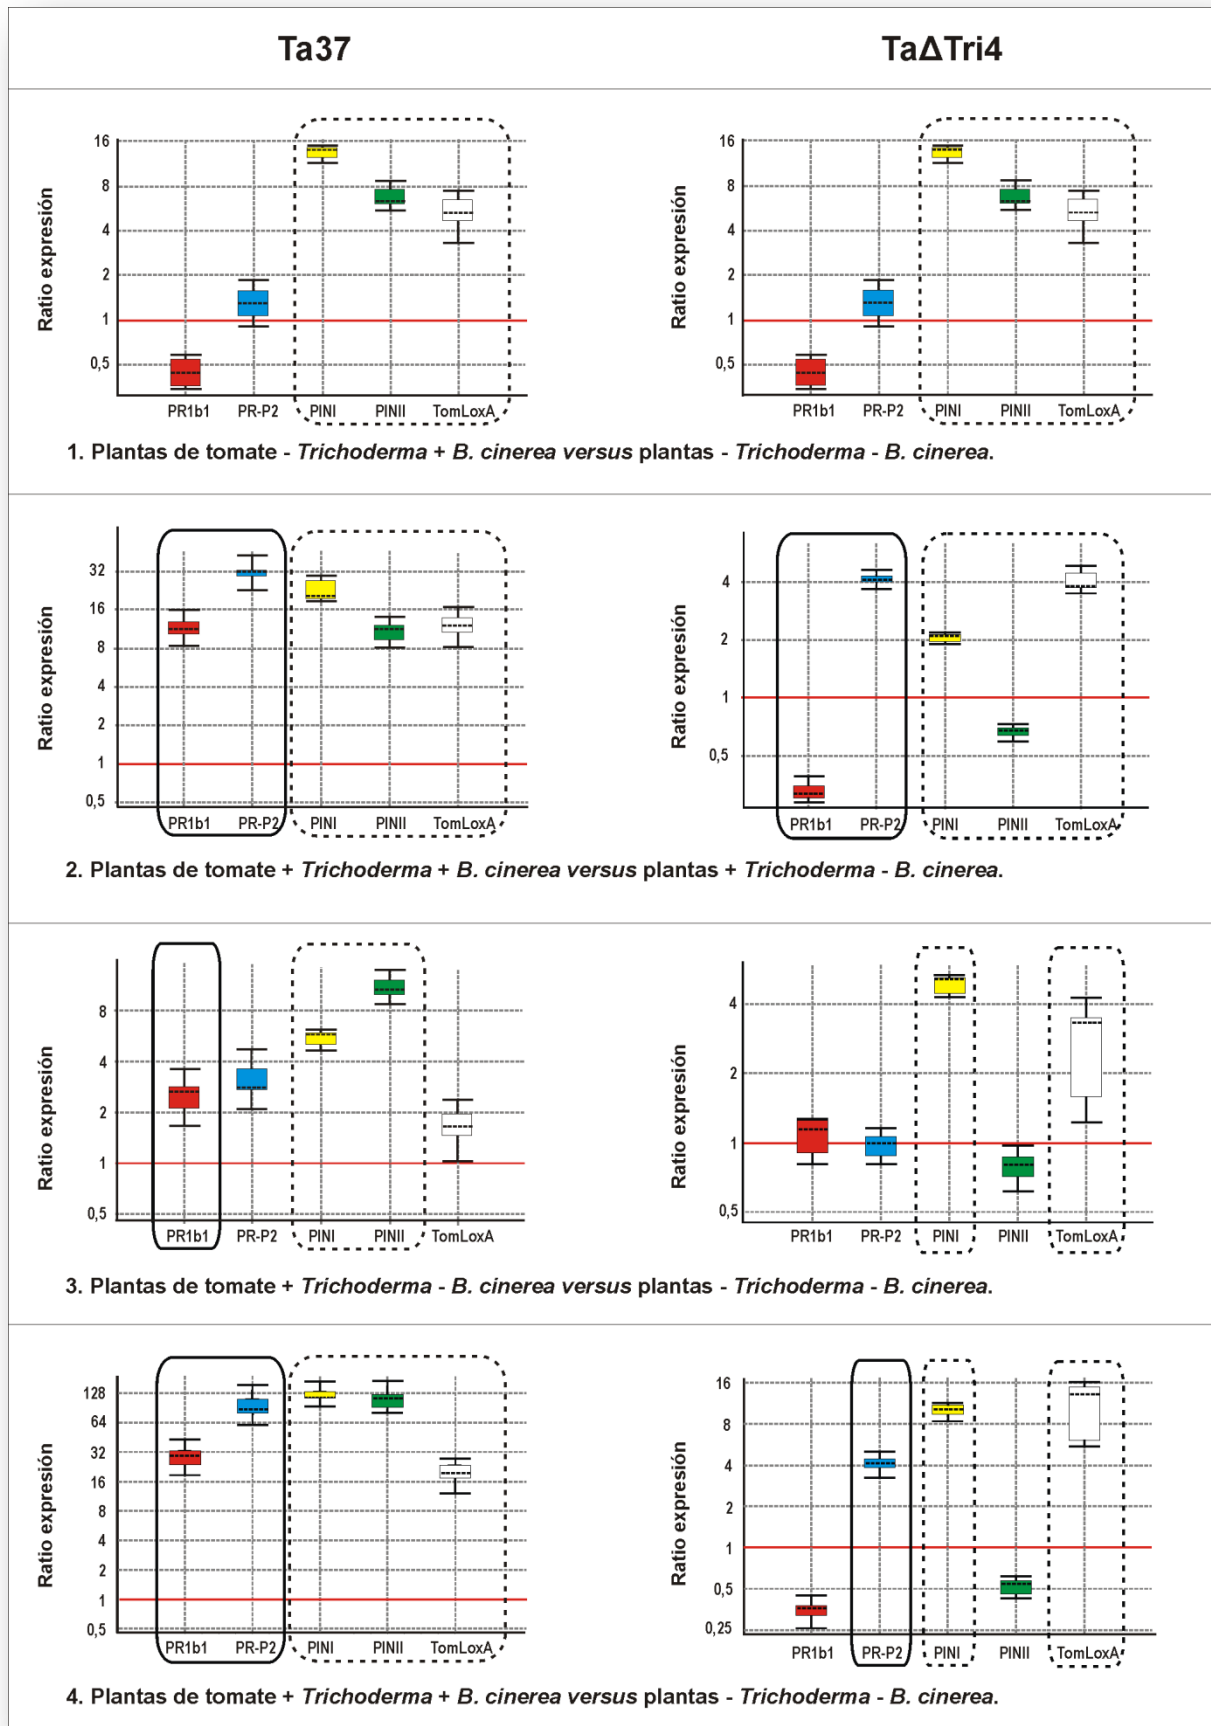 Ta37 TaΔTri4
Ratio expresión
16
8
4
2
1
0,5
PR1b1 PR-P2 PINI PINII TomLoxA
Ratio expresión
16
8
4
2
1
0,5
PR1b1 PR-P2 PINI PINII TomLoxA
1. Plantas de tomate - Trichoderma + B. cinerea versus plantas - Trichoderma - B. cinerea.
Ratio expresión
32
16
8
4
2
1
0,5
PR1b1 PR-P2 PINI PINII TomLoxA
Ratio expresión
4
2
1
0,5
PR1b1 PR-P2 PINI PINII TomLoxA
2. Plantas de tomate + Trichoderma + B. cinerea versus plantas + Trichoderma - B. cinerea.
Ratio expresión
8
4
2
1
0,5
PR1b1 PR-P2 PINI PINII TomLoxA
Ratio expresión
4
2
1
0,5
PR1b1 PR-P2 PINI PINII TomLoxA
3. Plantas de tomate + Trichoderma - B. cinerea versus plantas - Trichoderma - B. cinerea.
Ratio expresión
128
64
32
16
8
4
2
1
0,5
PR1b1 PR-P2 PINI PINII TomLoxA
Ratio expresión
16
8
4
2
1
0,5
0,25
PR1b1 PR-P2 PINI PINII TomLoxA
4. Plantas de tomate + Trichoderma + B. cinerea versus plantas - Trichoderma - B. cinerea.